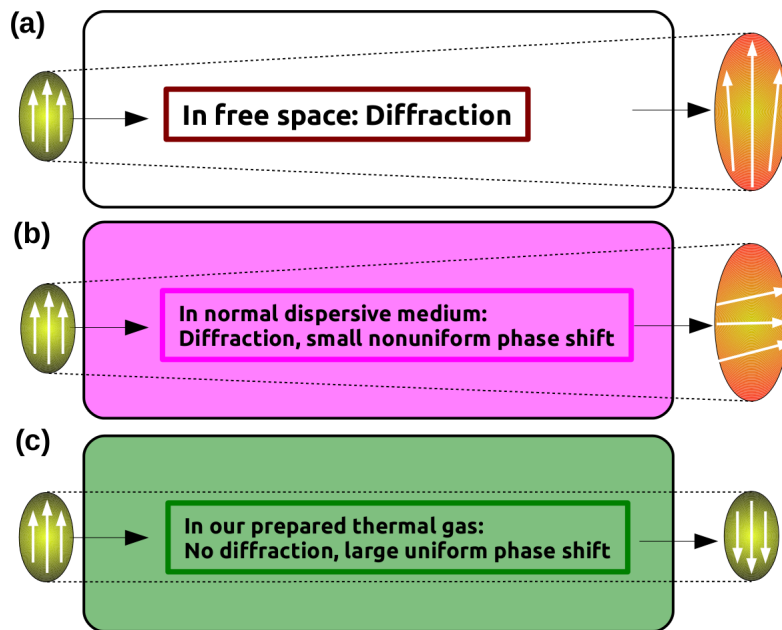 (a)
In free space: Diffraction
(b)
In normal dispersive medium:
Diffraction, small nonuniform phase shift
(c)
In our prepared thermal gas:
No diffraction, large uniform phase shift